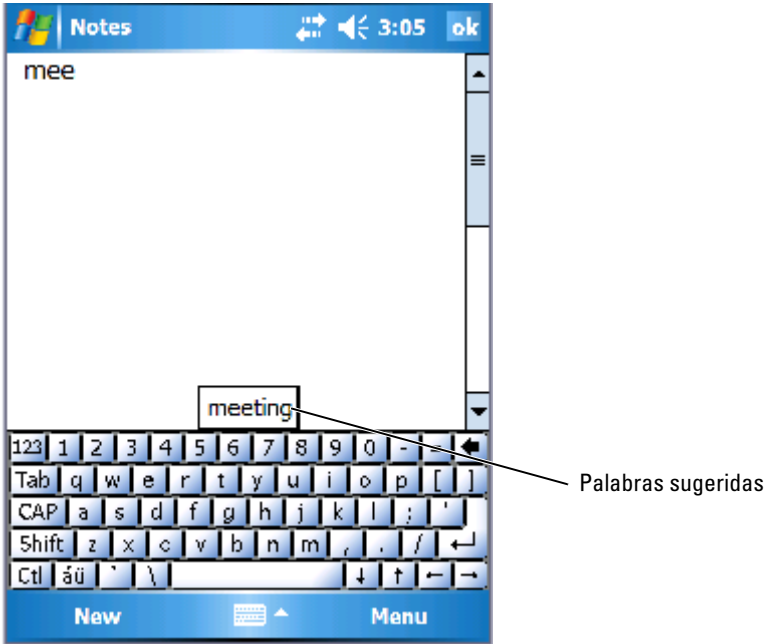 Notes 3:05 ok
mee
meeting
123 1 2 3 4 5 6 7 8 9 0 - =
Tab q w e r t y u i o p [ ]
Palabras sugeridas
CAP a s d f g h j k l ; '
Shift z x c v b n m , . /
Ctl áü ` \ ↓ ↑ ← →
New Menu